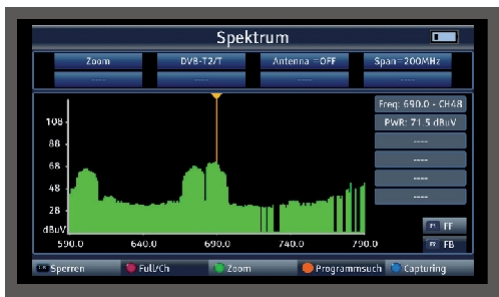 Spektrum
Zoom DVB-T2/T Antenna =OFF Span=200MHz
---- ---- ---- ----
Freq: 690.0 - CH48
PWR: 71.5 dBuV
----
----
----
----
108
88
68
48
28
dBuV
590.0 640.0 690.0 740.0 790.0
FF
FB
Sperren Full/Ch Zoom Programmsuch Capturing